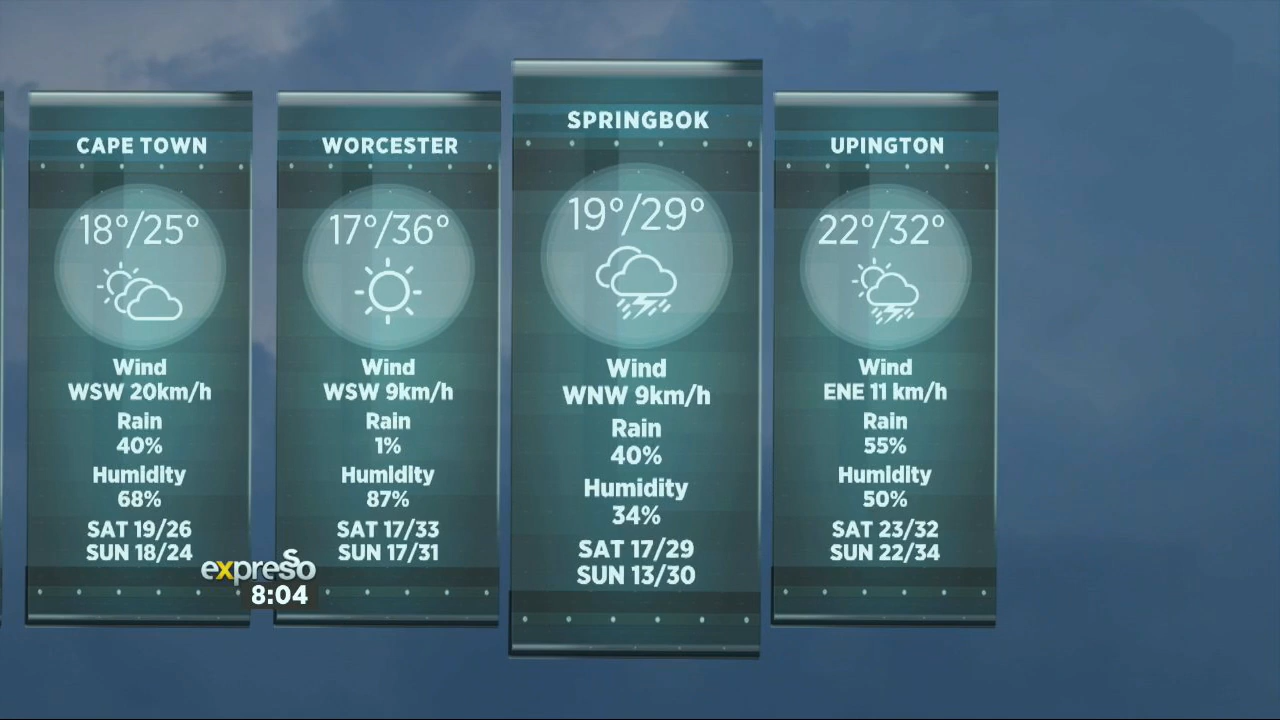 CAPE TOWN
18°/25°
Wind
WSW 20km/h
Rain
40%
Humidity
68%
SAT 19/26
SUN 18/24
WORCESTER
17°/36°
Wind
WSW 9km/h
Rain
1%
Humidity
87%
SAT 17/33
SUN 17/31
SPRINGBOK
19°/29°
Wind
WNW 9km/h
Rain
40%
Humidity
34%
SAT 17/29
SUN 13/30
UPINGTON
22°/32°
Wind
ENE 11 km/h
Rain
55%
Humidity
50%
SAT 23/32
SUN 22/34
expresso
8:04